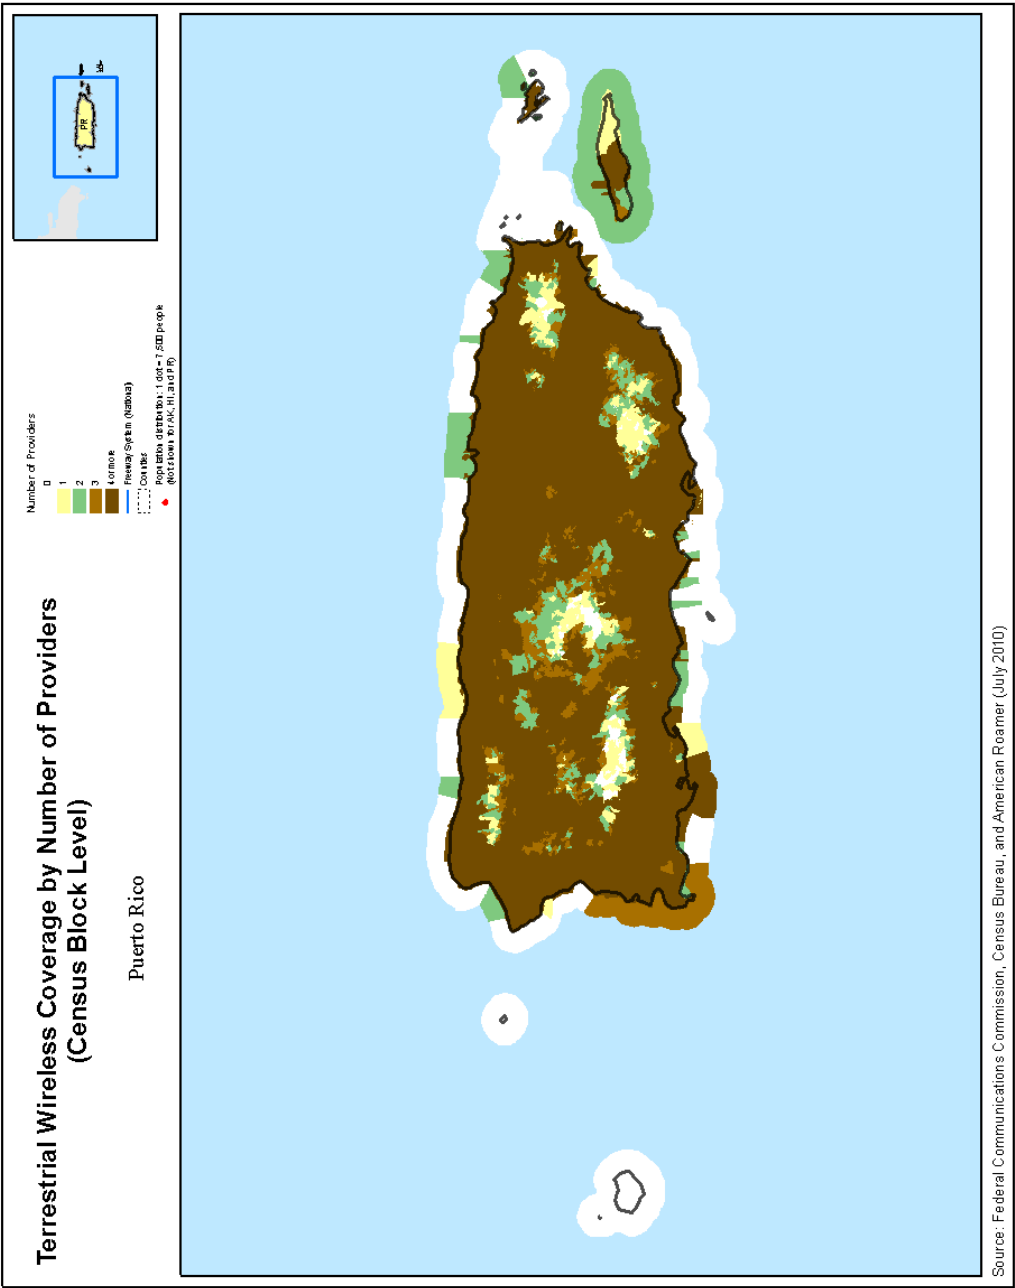 Terrestrial Wireless Coverage by Number of Providers
(Census Block Level)
Puerto Rico
Number of Providers
0
1
2
3
4 or more
Freeway System (National)
Counties
Population distribution: 1 dot = 7,500 people
(Not shown for AK, HI, and PR)
PR
Source: Federal Communications Commission, Census Bureau, and American Roamer (July 2010)